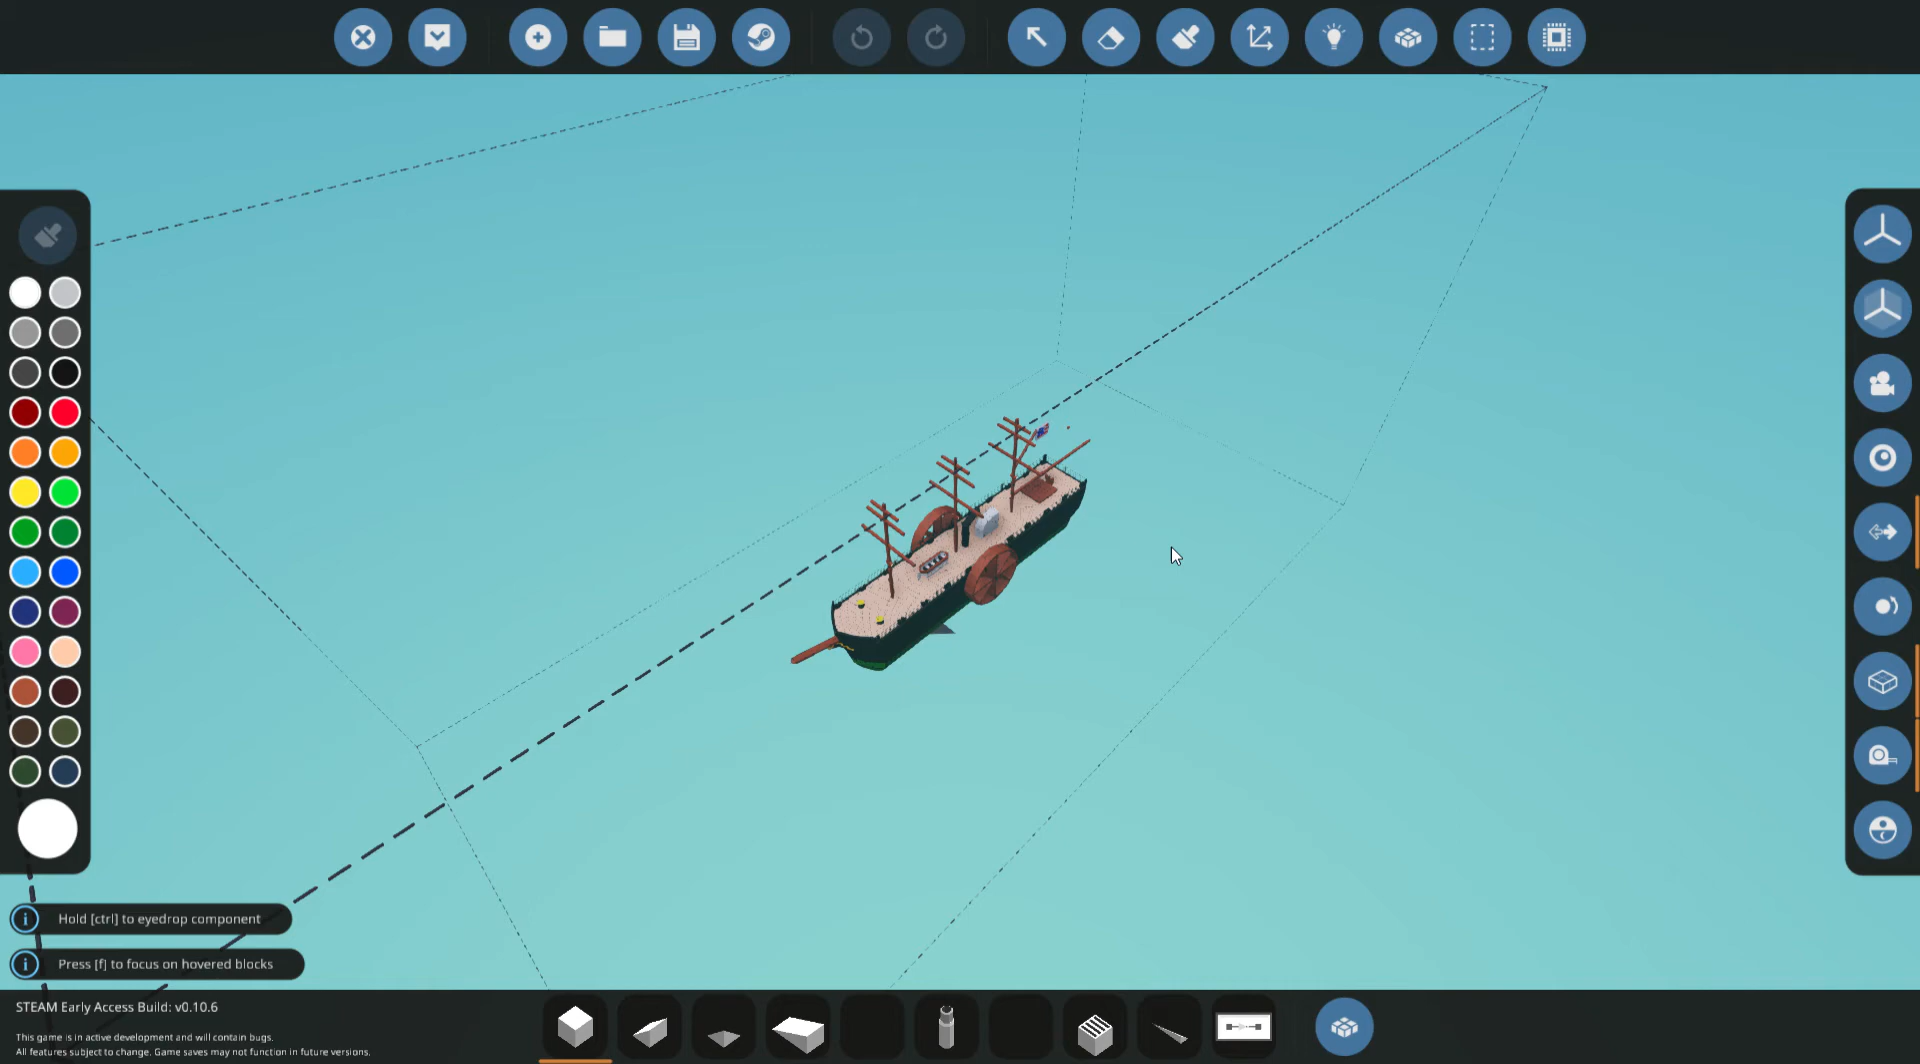 Hold [ctrl] to eyedrop component
Press [f] to focus on hovered blocks
STEAM Early Access Build: v0.10.6
This game is in active development and will contain bugs.
All features subject to change. Game saves may not function in future versions.